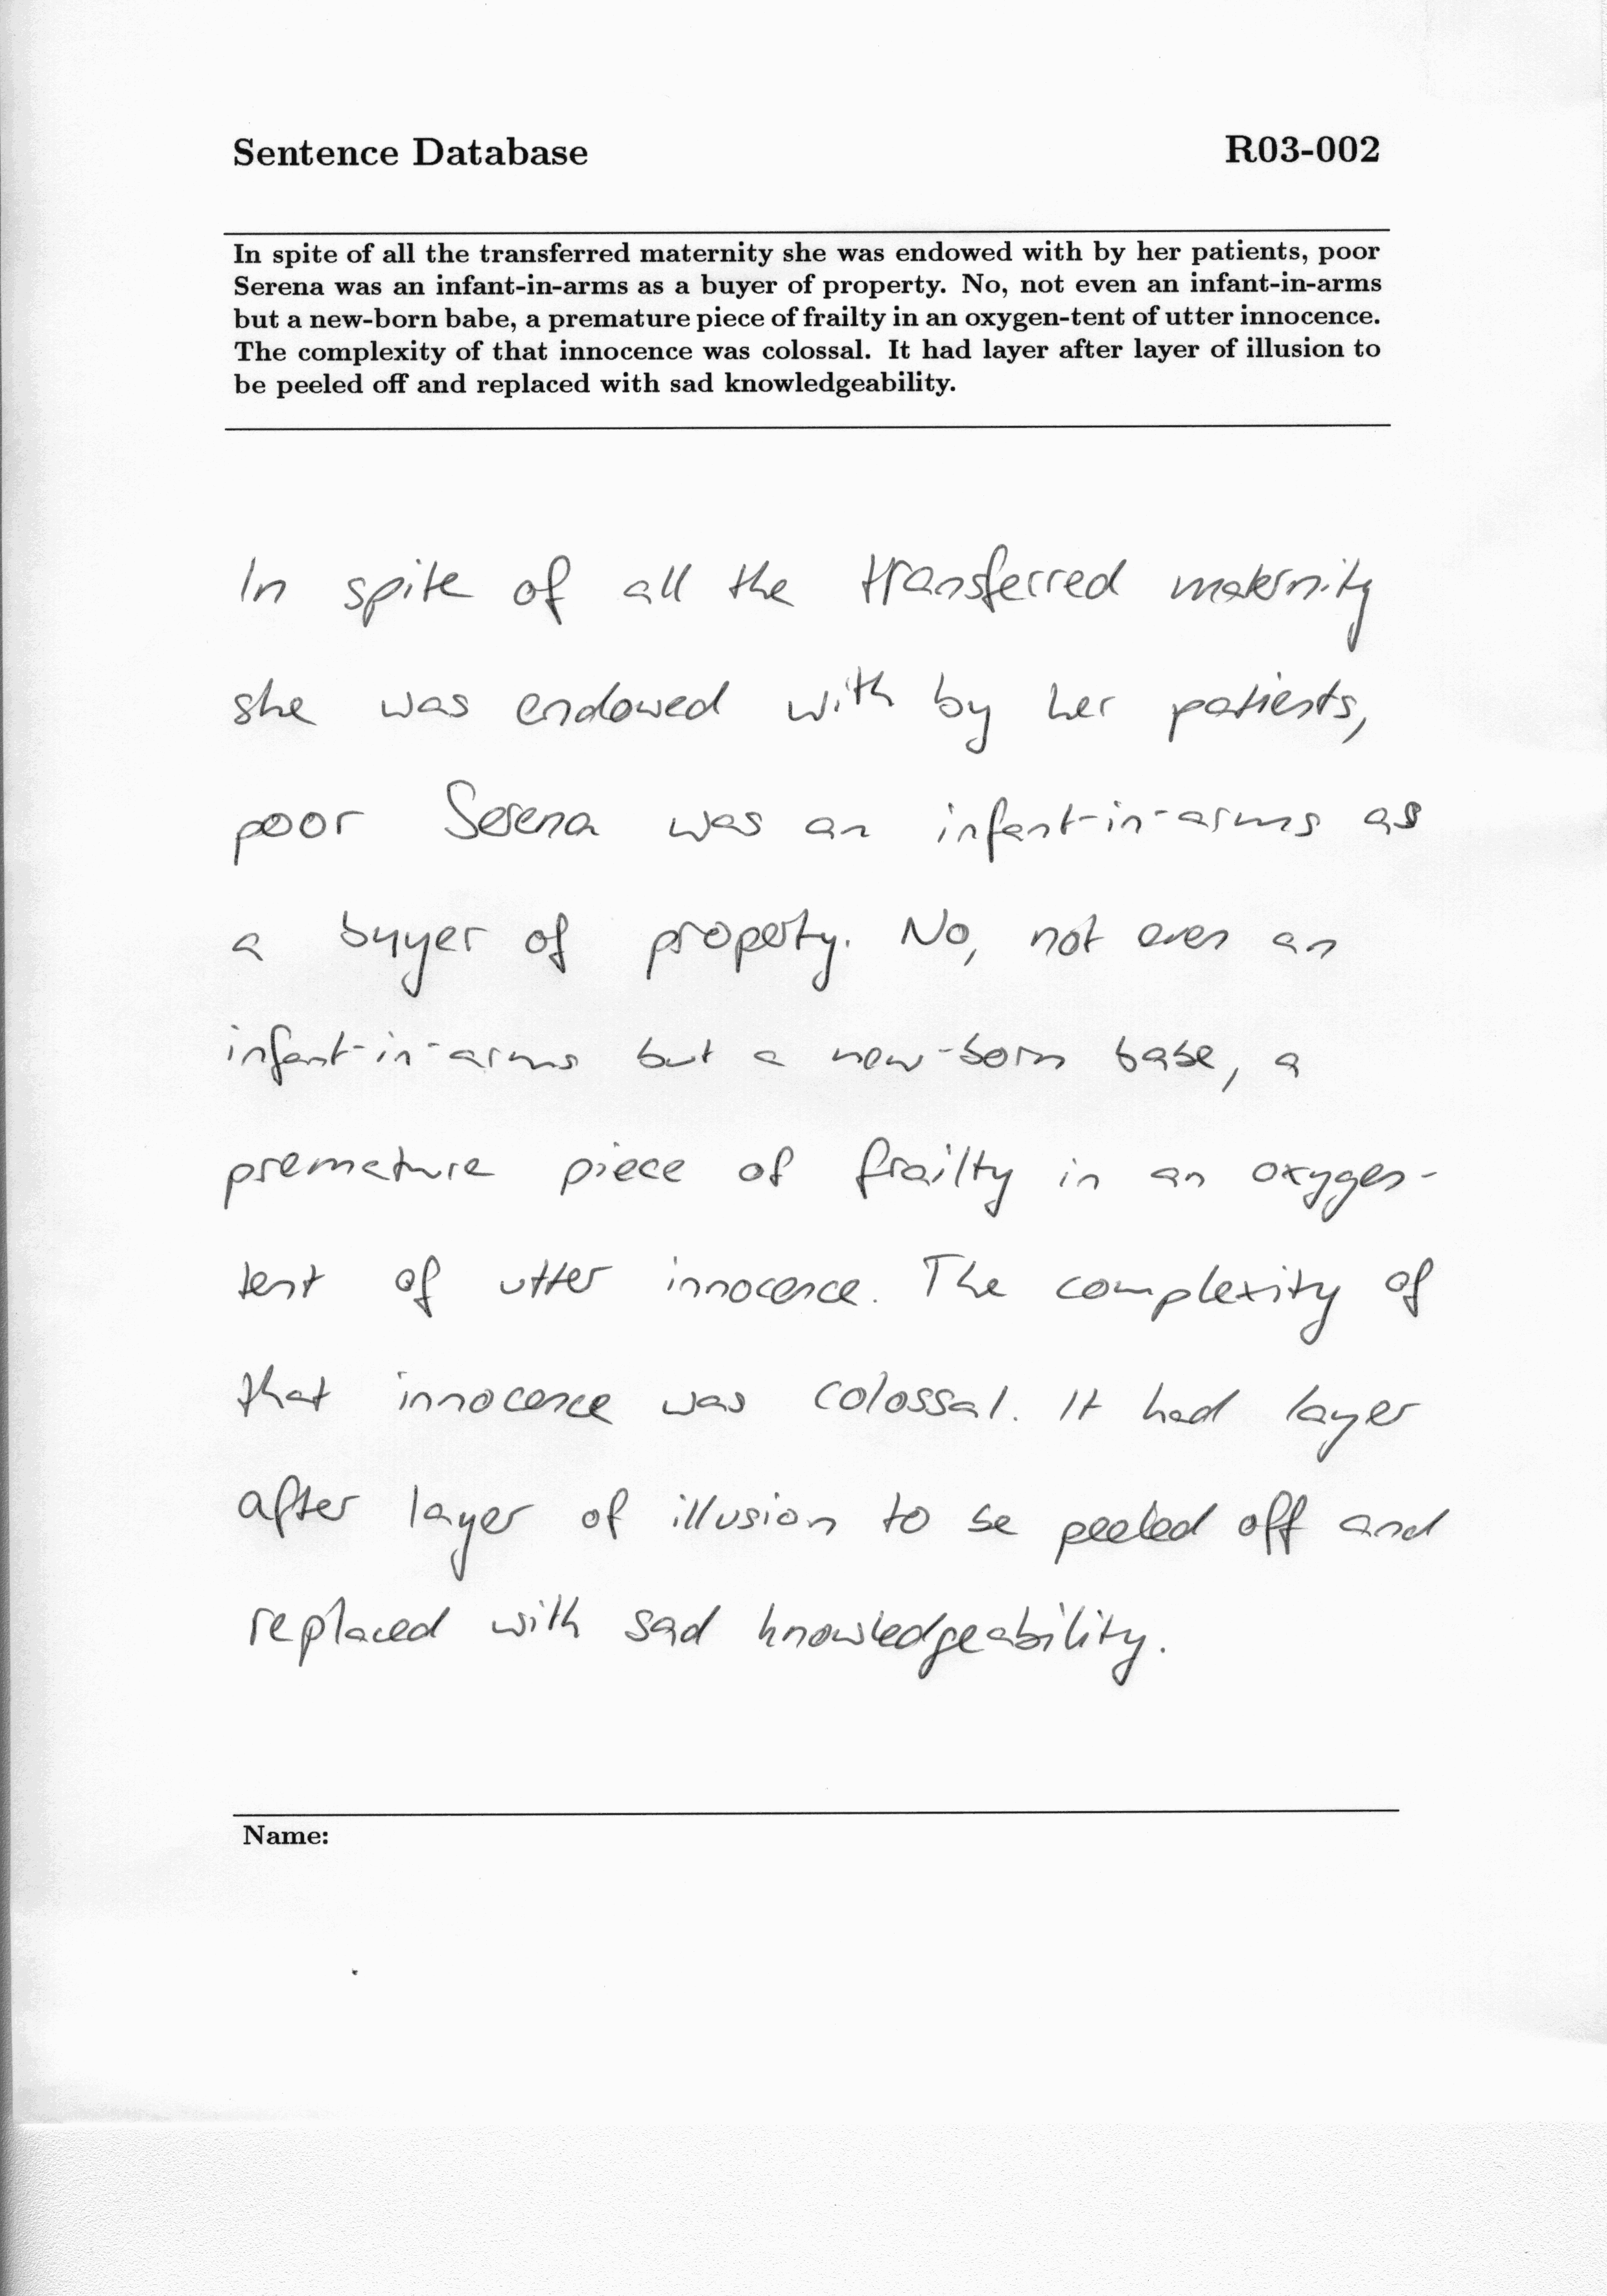 Sentence Database R03-002
In spite of all the transferred maternity she was endowed with by her patients, poor
Serena was an infant-in-arms as a buyer of property. No, not even an infant-in-arms
but a new-born babe, a premature piece of frailty in an oxygen-tent of utter innocence.
The complexity of that innocence was colossal. It had layer after layer of illusion to
be peeled off and replaced with sad knowledgeability.
In spite of all the transferred maternity
she was endowed with by her patients,
poor Serena was an infant-in-arms as
a buyer of property. No, not even an
infant-in-arms but a new-born babe, a
premature piece of frailty in an oxygen-
tent of utter innocence. The complexity of
that innocence was colossal. It had layer
after layer of illusion to be peeled off and
replaced with sad knowledgeability.
Name: